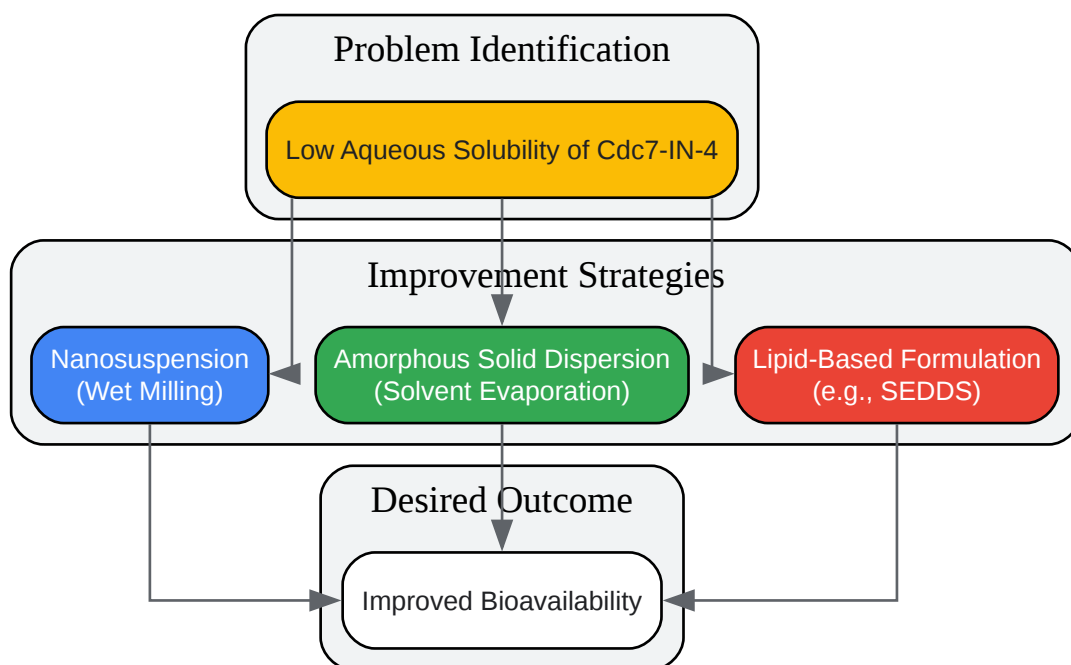 Problem Identification
Low Aqueous Solubility of Cdc7-IN-4
Improvement Strategies
Nanosuspension
(Wet Milling)
Amorphous Solid Dispersion
(Solvent Evaporation)
Lipid-Based Formulation
(e.g., SEDDS)
Desired Outcome
Improved Bioavailability